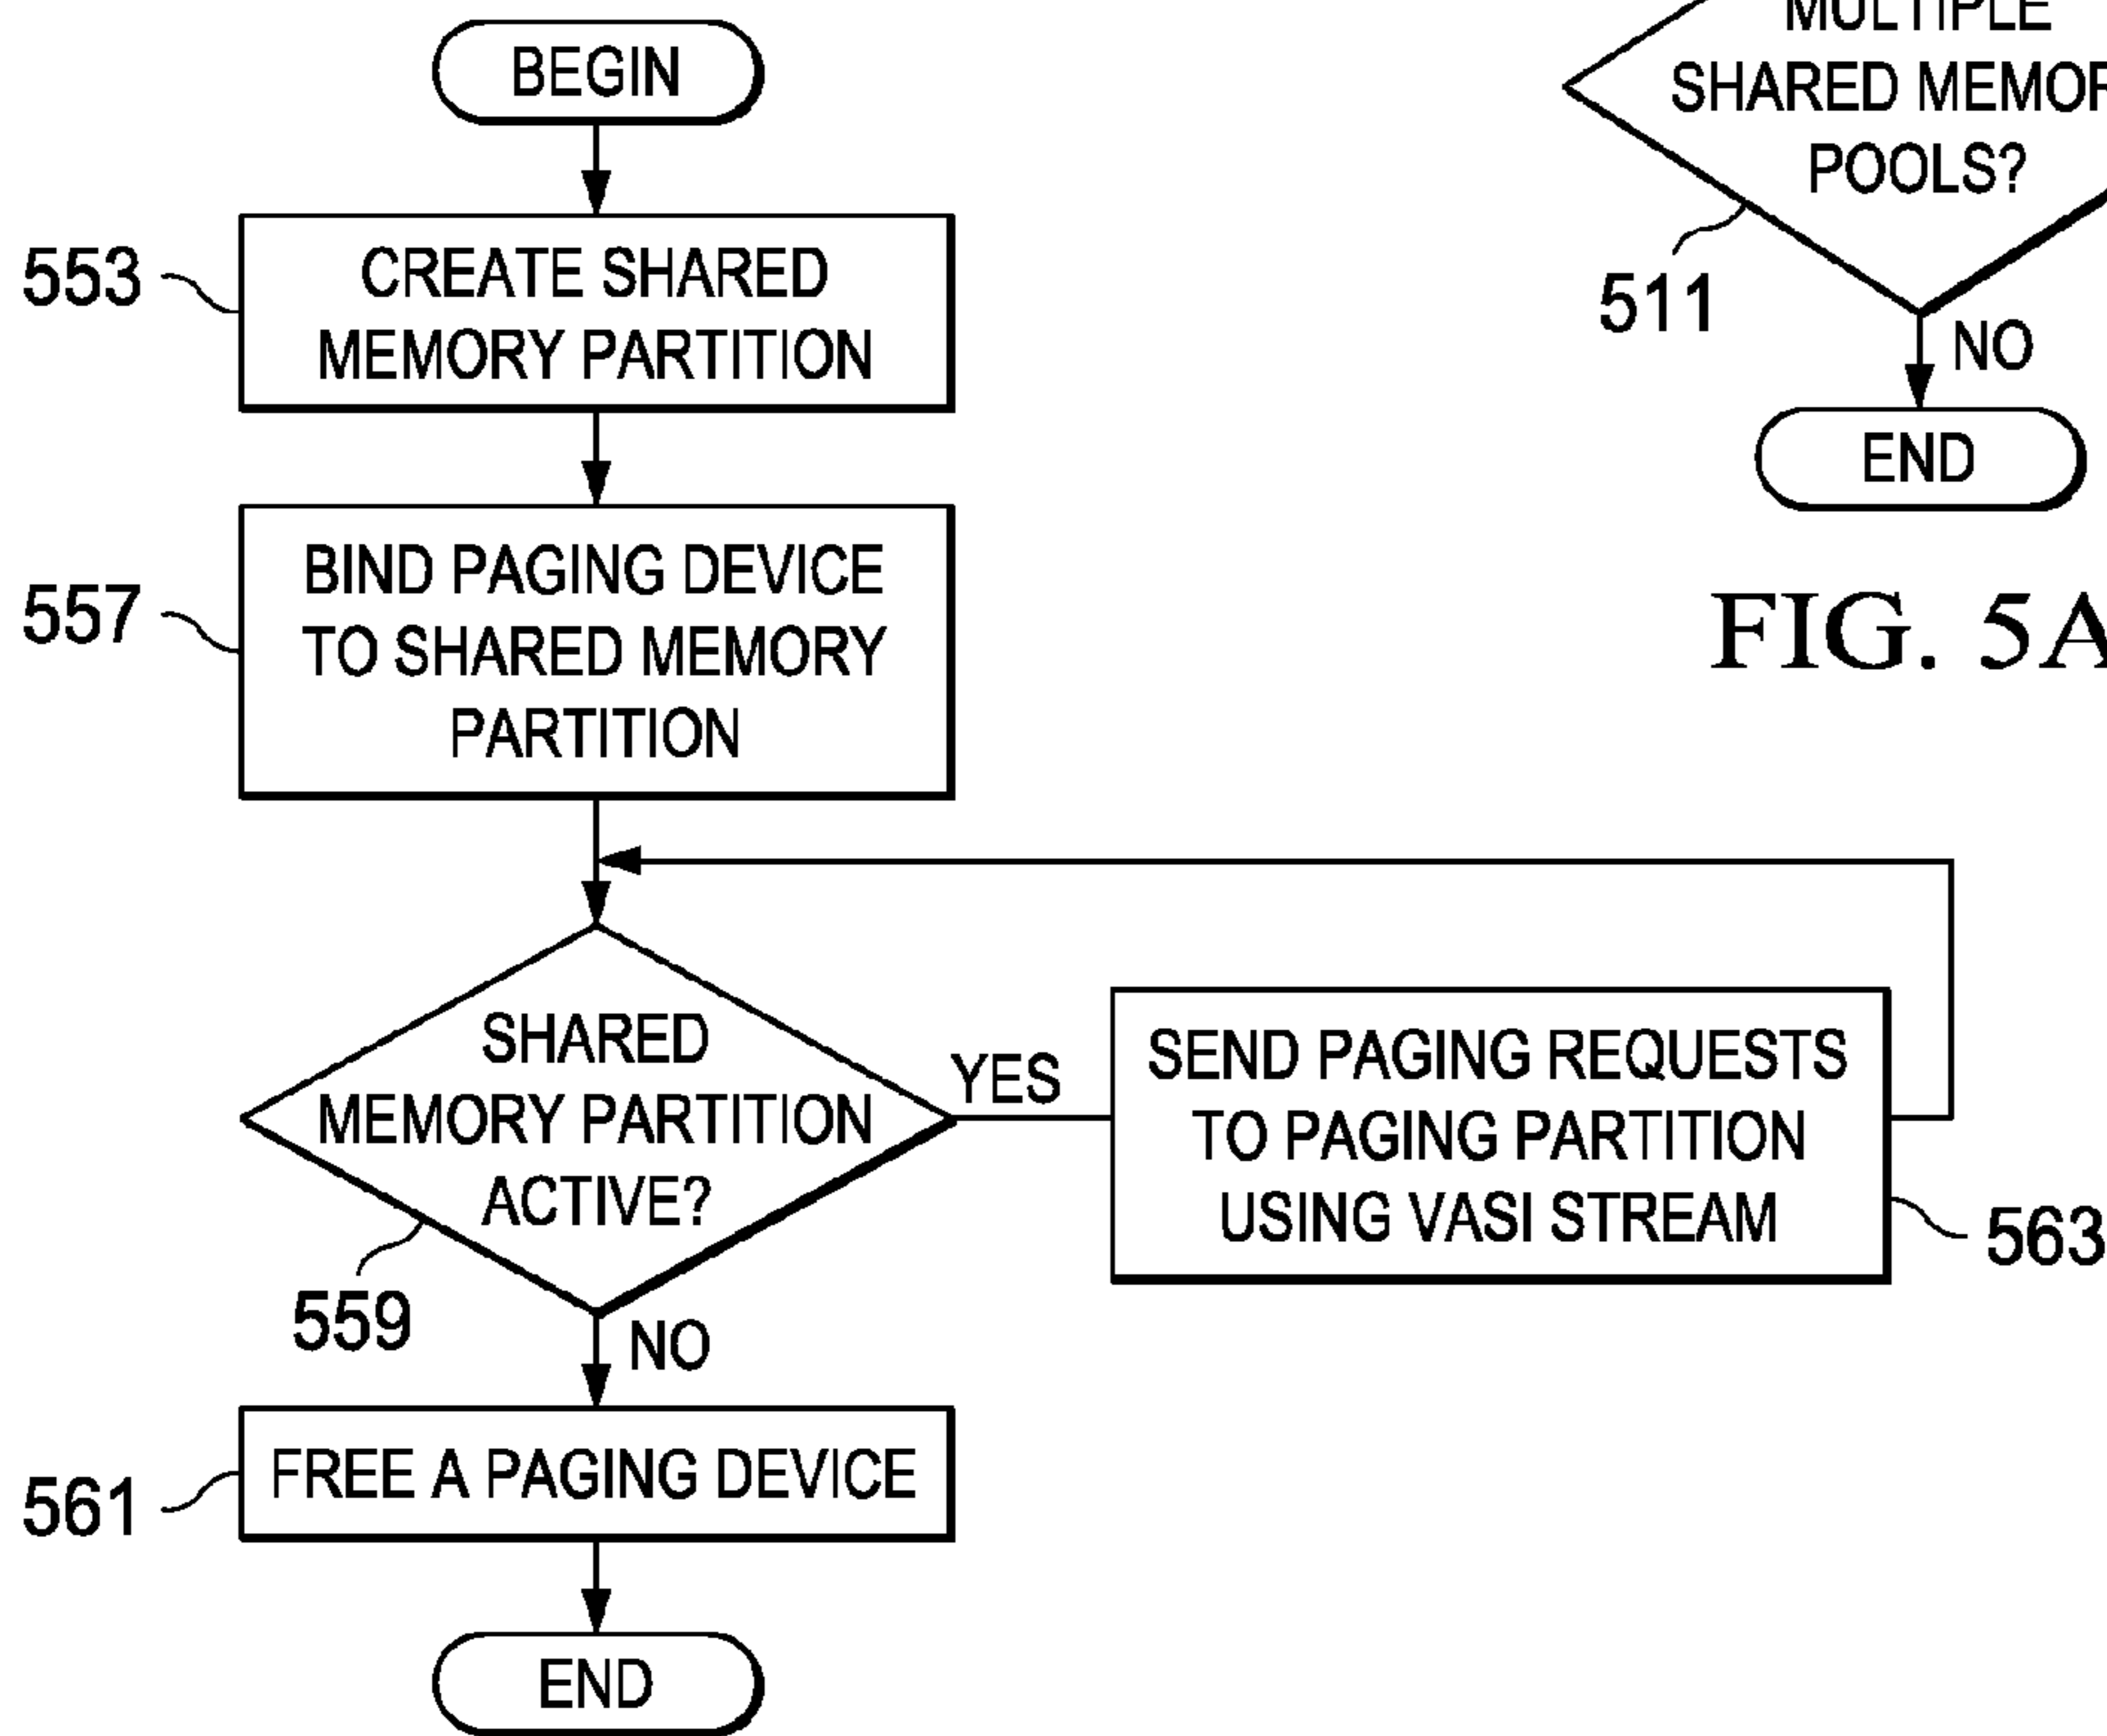 BEGIN
553
CREATE SHARED
MEMORY PARTITION
557
BIND PAGING DEVICE
TO SHARED MEMORY
PARTITION
SHARED
MEMORY PARTITION
ACTIVE?
559
YES
SEND PAGING REQUESTS
TO PAGING PARTITION
USING VASI STREAM
563
NO
561
FREE A PAGING DEVICE
END
MULTIPLE
SHARED MEMOR
POOLS?
511
NO
END
FIG. 5A